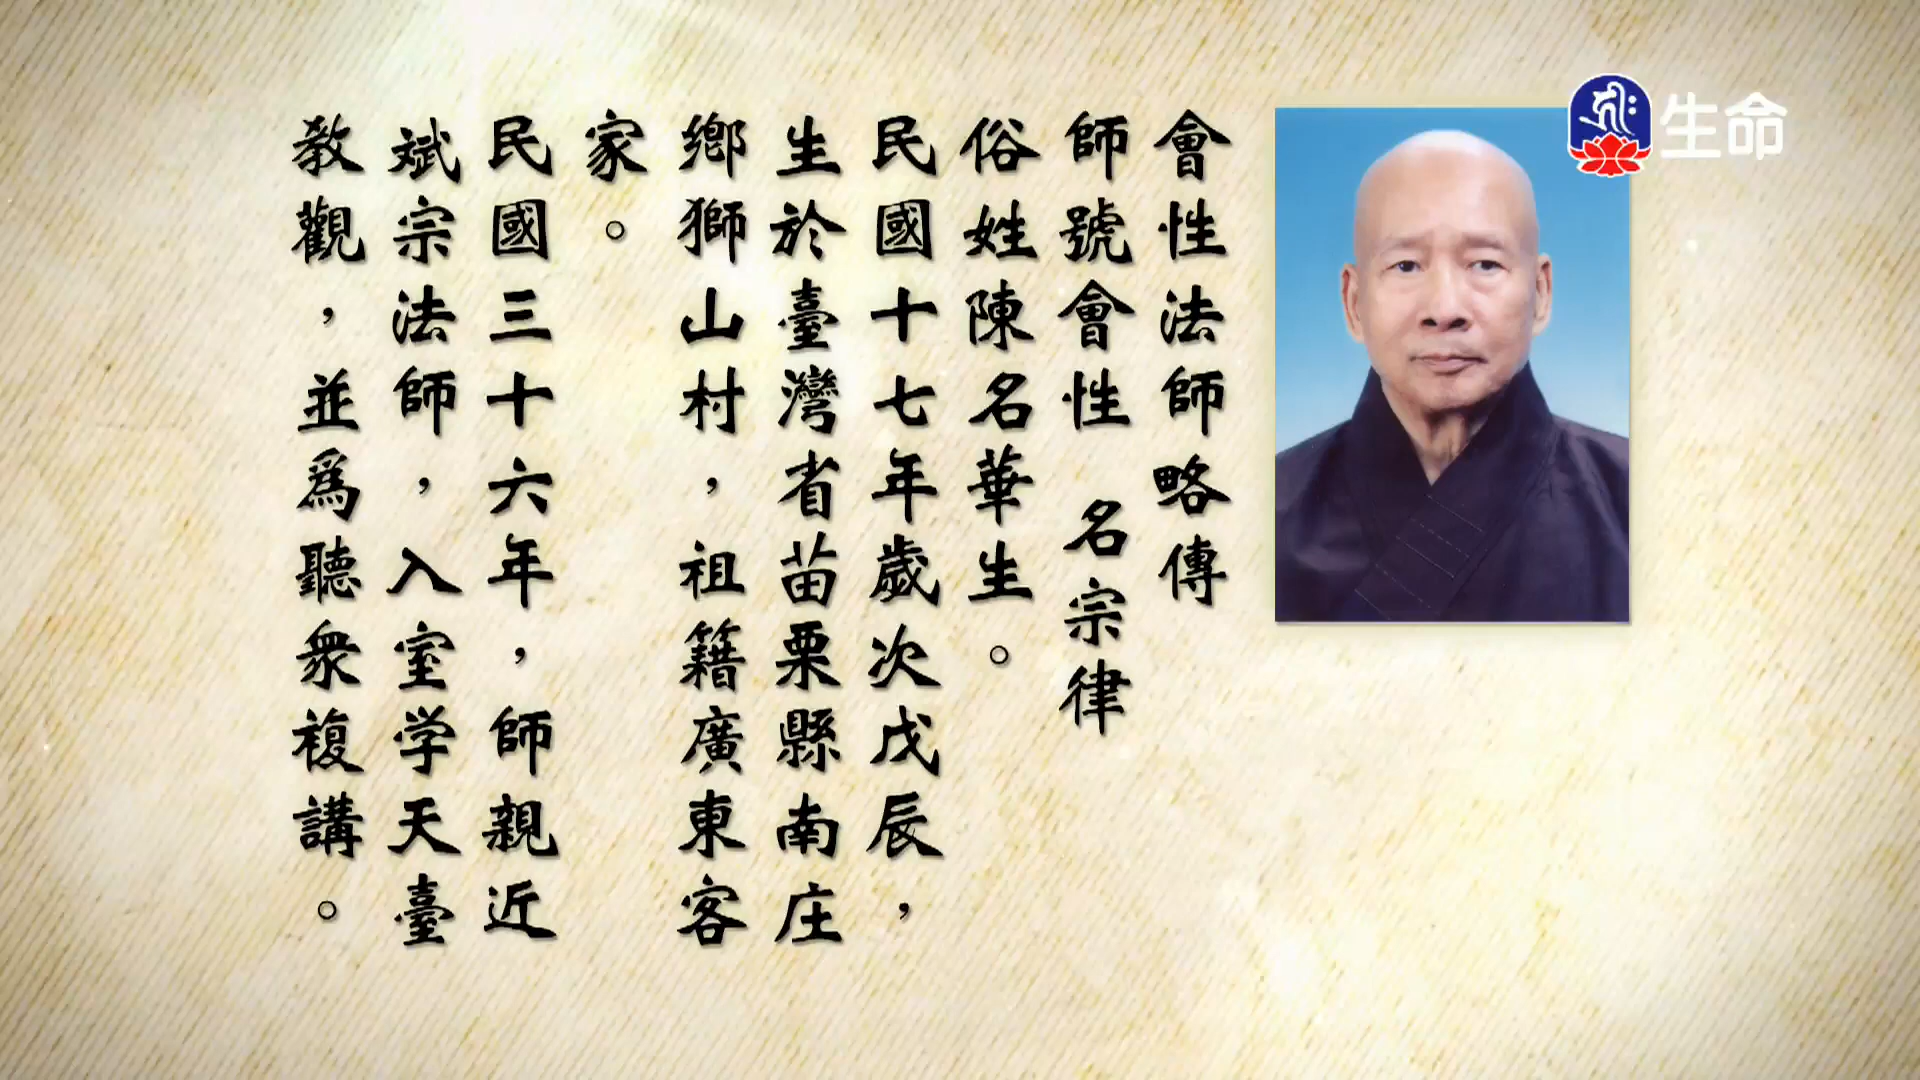 會性法師略傳
師號會性 名宗律
俗姓陳名華生。
民國十七年歲次戊辰，
生於臺灣省苗栗縣南庄
鄉獅山村，祖籍廣東客
家。
民國三十六年，師親近
斌宗法師，入室学天臺
教觀，並爲聽衆複講。
生命